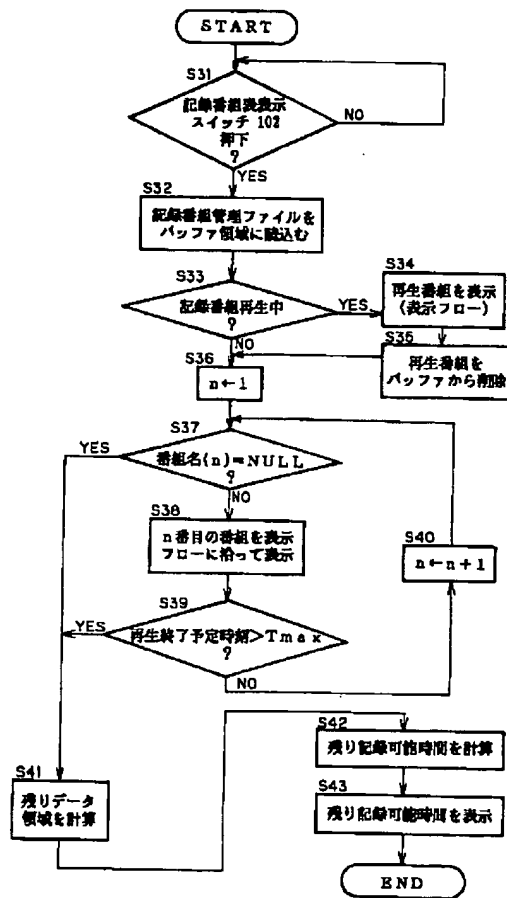 START
S31
記録番組表表示
スイッチ 102
押下
?
NO
YES
S32
記録番組管理ファイルを
バッファ領域に読込む
S33
記録番組再生中
?
YES
NO
S34
再生番組を表示
(表示フロー)
S35
再生番組を
バッファから削除
S36
n←1
S37
番組名(n)=NULL
?
YES
NO
S38
n番目の番組を表示
フローに沿って表示
S39
再生終了予定時刻>Tmax
?
YES
NO
S40
n←n+1
S41
残りデータ
領域を計算
S42
残り記録可能時間を計算
S43
残り記録可能時間を表示
END